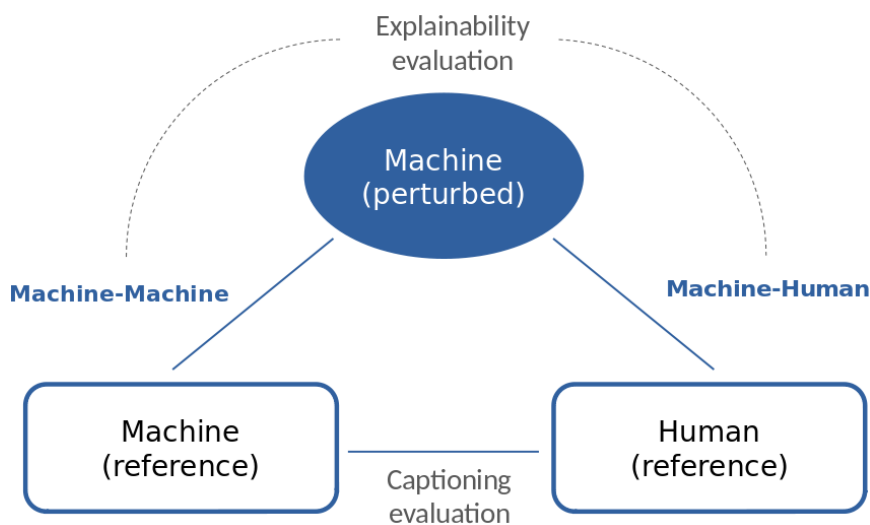 Explainability
evaluation
Machine
(perturbed)
Machine-Machine
Machine-Human
Machine
(reference)
Human
(reference)
Captioning
evaluation